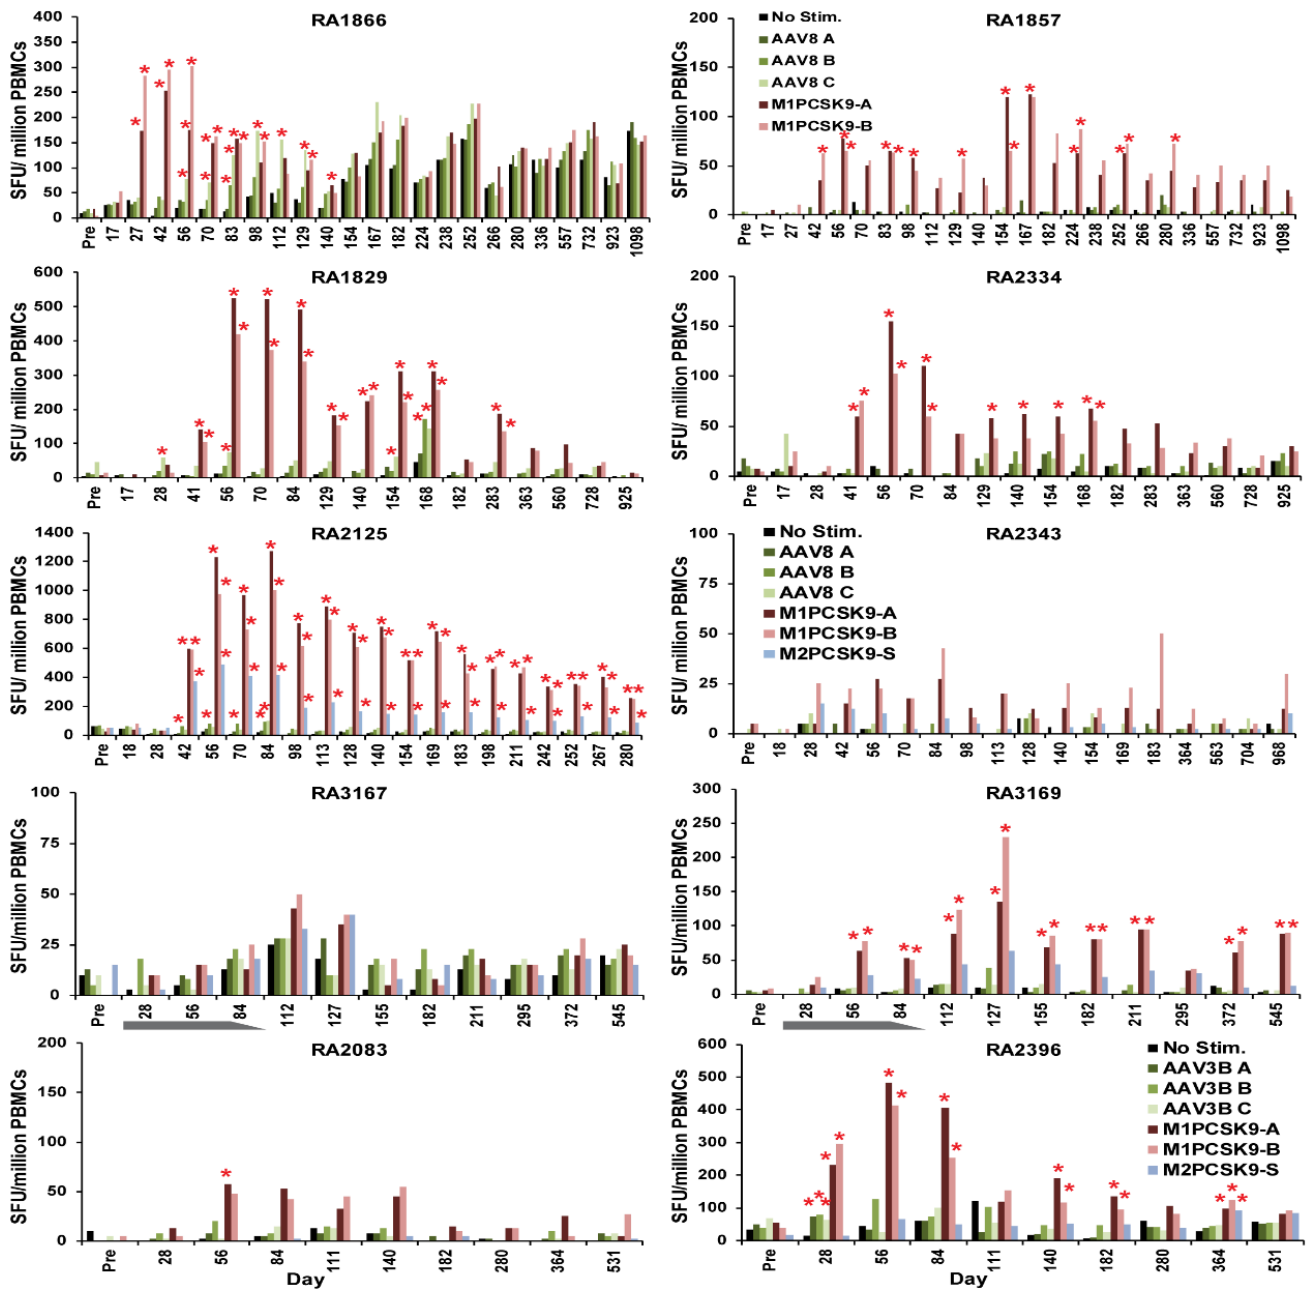 RA1866
SFU/ million PBMCs
400
350
300
250
200
150
100
50
0
Pre 17 27 42 56 70 83 98 112 129 140 154 167 182 224 238 252 266 280 336 557 732 923 1098
RA1857
SFU/ million PBMCs
200
150
100
50
0
No Stim.
AAV8 A
AAV8 B
AAV8 C
M1PCSK9-A
M1PCSK9-B
Pre 17 27 42 56 70 83 98 112 129 140 154 167 182 224 238 252 266 280 336 557 732 923 1098
RA1829
SFU/ million PBMCs
600
500
400
300
200
100
0
Pre 17 28 41 56 70 84 129 140 154 168 182 283 363 560 728 925
RA2334
SFU/ million PBMCs
200
150
100
50
0
Pre 17 28 41 56 70 84 129 140 154 168 182 283 363 560 728 925
RA2125
SFU/ million PBMCs
1400
1200
1000
800
600
400
200
0
Pre 18 28 42 56 70 84 98 113 128 140 154 169 183 198 211 242 252 267 280
RA2343
SFU/ million PBMCs
100
75
50
25
0
No Stim.
AAV8 A
AAV8 B
AAV8 C
M1PCSK9-A
M1PCSK9-B
M2PCSK9-S
Pre 18 28 42 56 70 84 98 113 128 140 154 169 183 364 563 704 968
RA3167
SFU/million PBMCs
100
75
50
25
0
Pre 28 56 84 112 127 155 182 211 295 372 545
RA3169
SFU/million PBMCs
300
250
200
150
100
50
0
Pre 28 56 84 112 127 155 182 211 295 372 545
RA2083
SFU/million PBMCs
200
150
100
50
0
Pre 28 56 84 111 140 182 280 364 531
Day
RA2396
SFU/million PBMCs
600
500
400
300
200
100
0
No Stim.
AAV3B A
AAV3B B
AAV3B C
M1PCSK9-A
M1PCSK9-B
M2PCSK9-S
Pre 28 56 84 111 140 182 280 364 531
Day